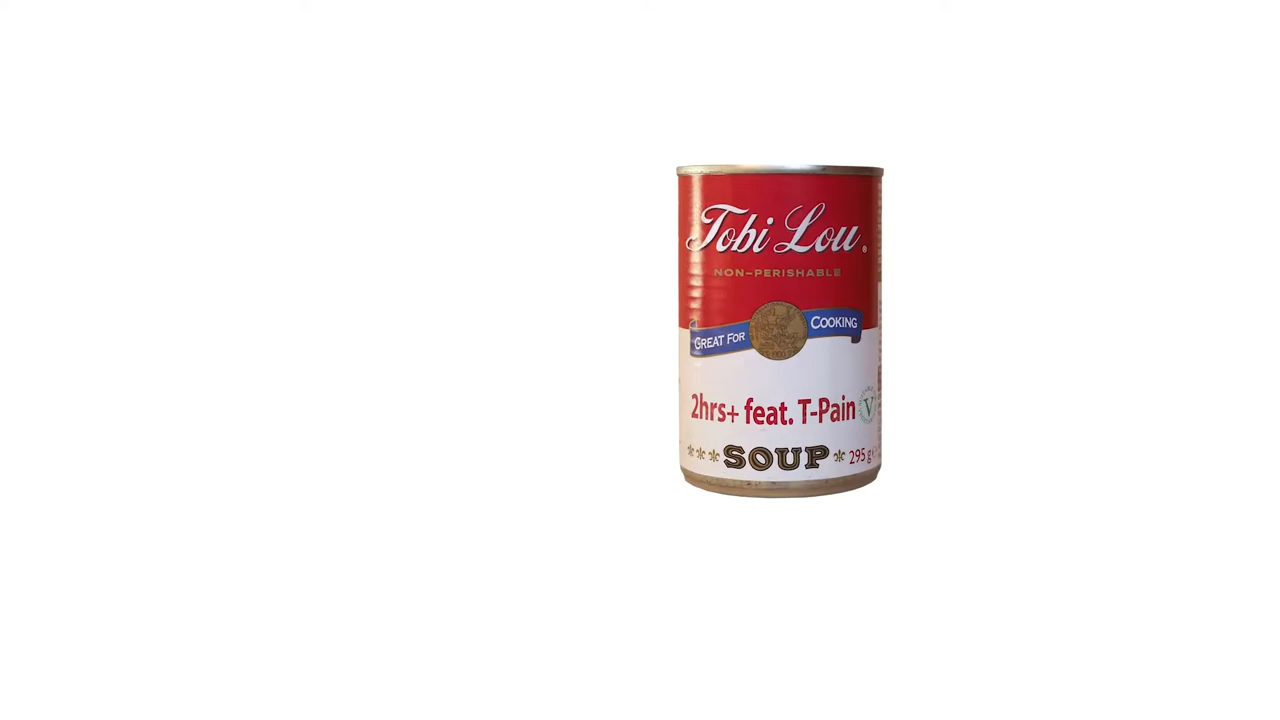 Tobi Lou
NON-PERISHABLE
GREAT FOR COOKING
2hrs+ feat. T-Pain
V
SOUP 295 g